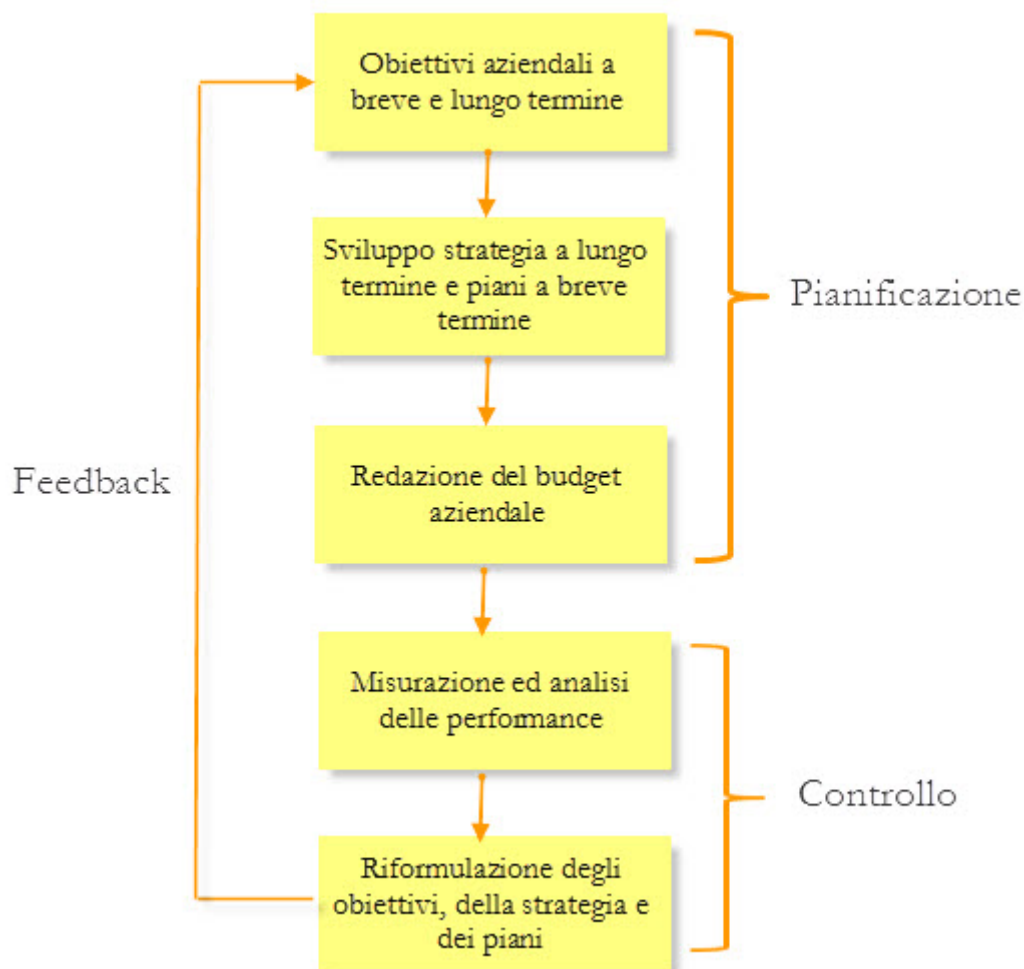 Obiettivi aziendali a
breve e lungo termine
Sviluppo strategia a lungo
termine e piani a breve
termine
Pianificazione
Redazione del budget
aziendale
Feedback
Misurazione ed analisi
delle performance
Controllo
Riformulazione degli
obiettivi, della strategia e
dei piani